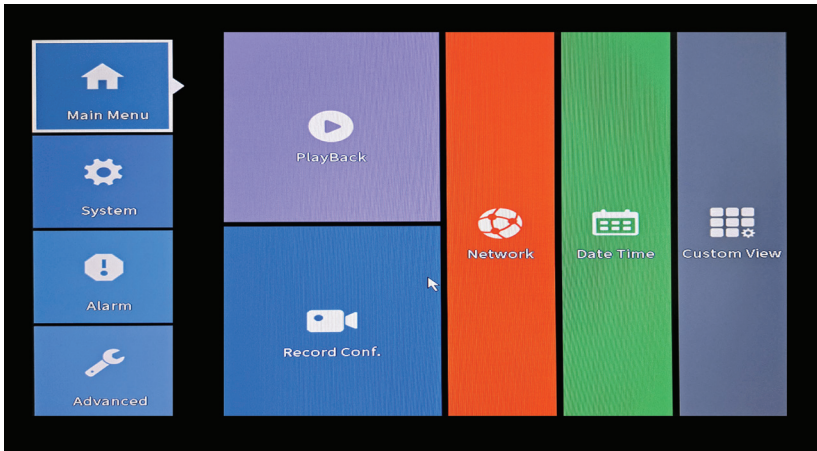 Main Menu
System
Alarm
Advanced
PlayBack
Record Conf.
Network
Date Time
Custom View